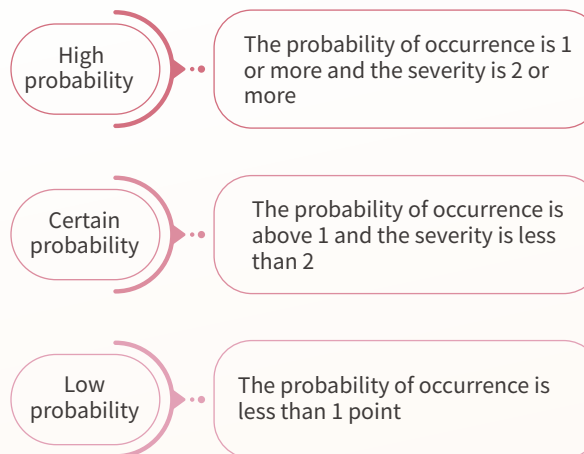 High
probability
The probability of occurrence is 1
or more and the severity is 2 or
more
Certain
probability
The probability of occurrence is
above 1 and the severity is less
than 2
Low
probability
The probability of occurrence is
less than 1 point